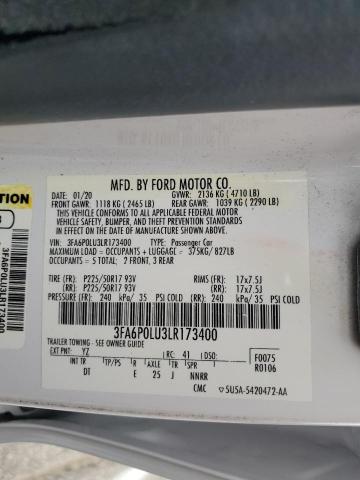 MFD. BY FORD MOTOR CO.
DATE: 01/20 GVWR: 2136 KG (4710 LB)
FRONT GAWR: 1118 KG (2465 LB) REAR GAWR: 1039 KG (2290 LB)
THIS VEHICLE CONFORMS TO ALL APPLICABLE FEDERAL MOTOR
VEHICLE SAFETY, BUMPER, AND THEFT PREVENTION STANDARDS
IN EFFECT ON THE DATE OF MANUFACTURE SHOWN ABOVE.
VIN: 3FA6P0LU3LR173400 TYPE: Passenger Car
MAXIMUM LOAD = OCCUPANTS + LUGGAGE = 375KG / 827LB
OCCUPANTS: 5 TOTAL: 2 FRONT, 3 REAR
TIRE (FR): P225/50R17 93V RIMS (FR): 17x7.5J
TIRE (RR): P225/50R17 93V RIMS (RR): 17x7.5J
PRESSURE (FR): 240 kPa/ 35 PSI COLD (RR): 240 kPa/ 35 PSI COLD
3FA6P0LU3LR173400
TRAILER TOWING - SEE OWNER GUIDE
EXT PNT: YZ RC: 41 DSO: F0075
INT TR TP/PS R AX TR SPR R0106
DT E 25 J NNRR
CMC 5U5A-5420472-AA
3FA6P0LU3LR173400